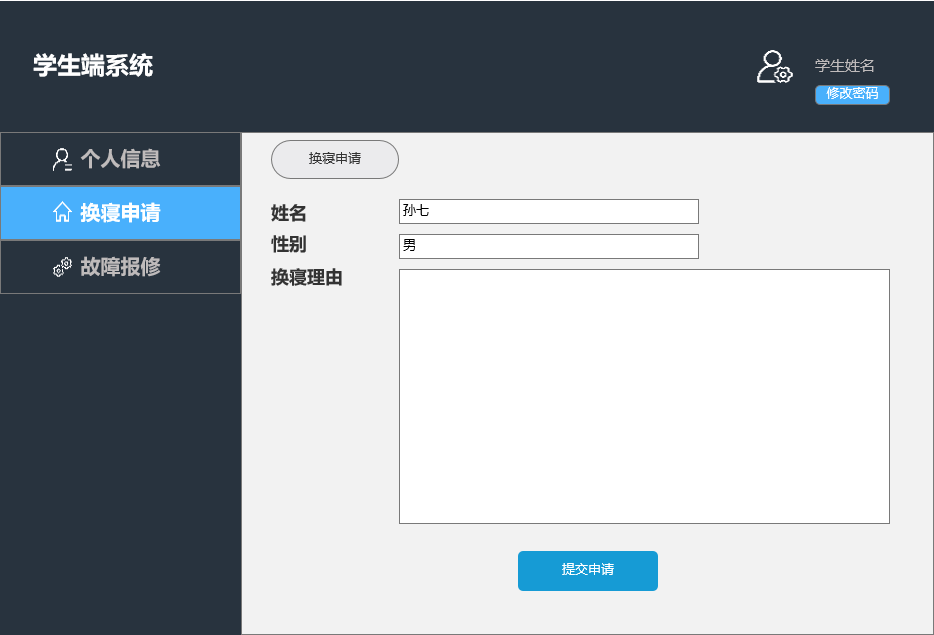 学生端系统
学生姓名
修改密码
个人信息
换寝申请
故障报修
换寝申请
姓名
孙七
性别
男
换寝理由
提交申请